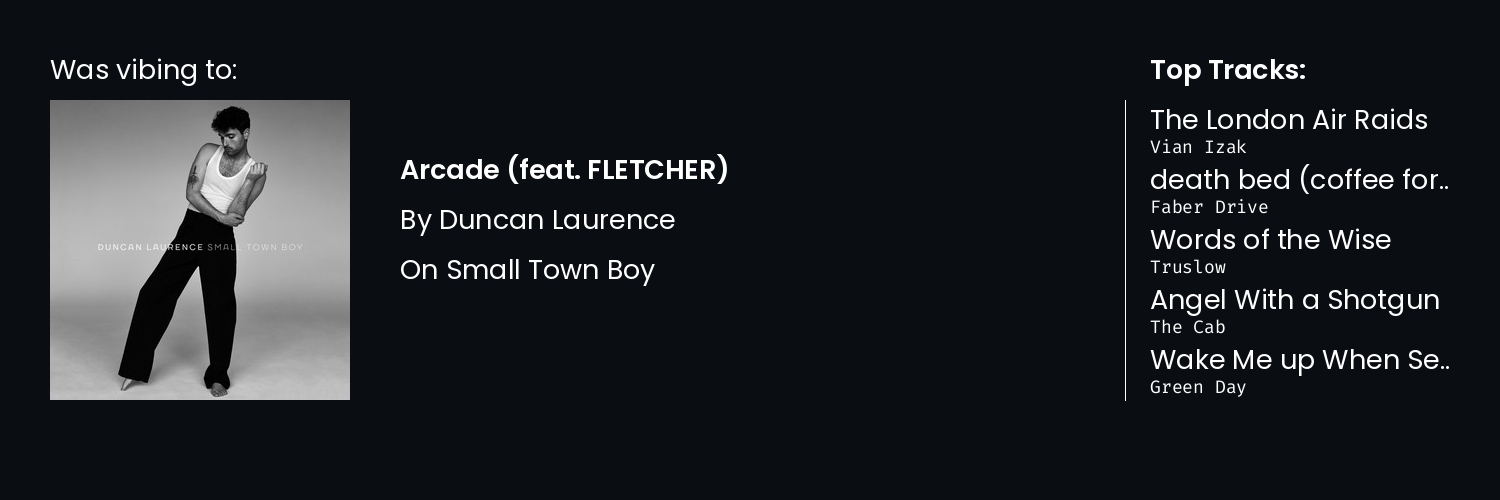 Was vibing to:
DUNCAN LAURENCE SMALL TOWN BOY
Arcade (feat. FLETCHER)
By Duncan Laurence
On Small Town Boy
Top Tracks:
The London Air Raids
Vian Izak
death bed (coffee for..
Faber Drive
Words of the Wise
Truslow
Angel With a Shotgun
The Cab
Wake Me up When Se..
Green Day